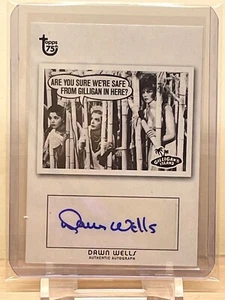 topps
75
ARE YOU SURE WE'RE SAFE
FROM GILLIGAN IN HERE?
GILLIGAN'S
ISLAND
Dawn Wells
DAWN WELLS
AUTHENTIC AUTOGRAPH